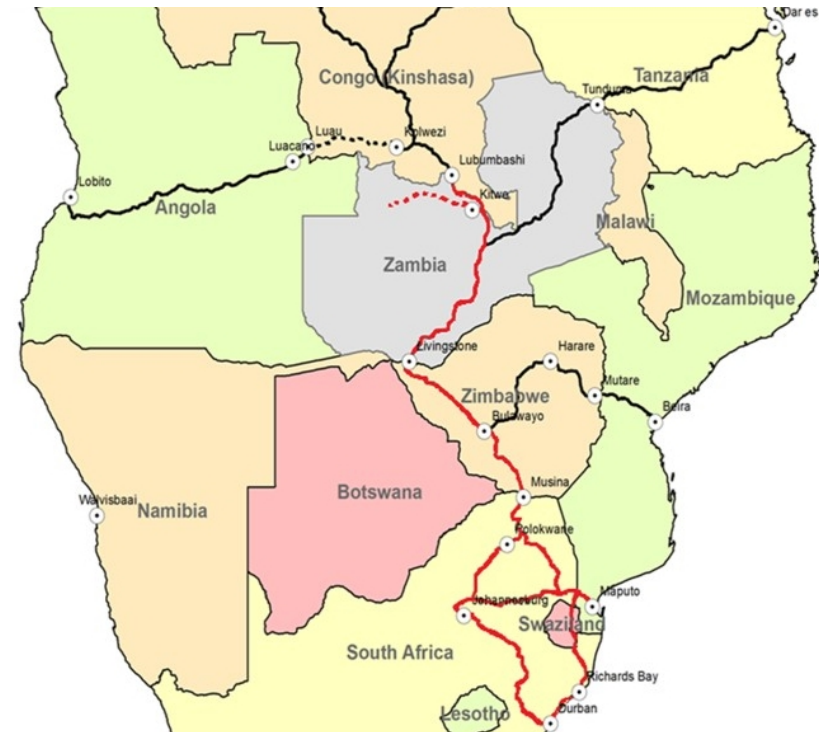 Dar es
Congo (Kinshasa)
Tanzania
Tunduma
Luau
Kolwezi
Luacano
Lubumbashi
Lobito
Kitwe
Angola
Malawi
Zambia
Mozambique
Livingstone
Harare
Mutare
Zimbabwe
Beira
Bulawayo
Musina
Botswana
Walvisbaai
Namibia
Polokwane
Johannesburg
Maputo
Swaziland
South Africa
Richards Bay
Lesotho
Durban